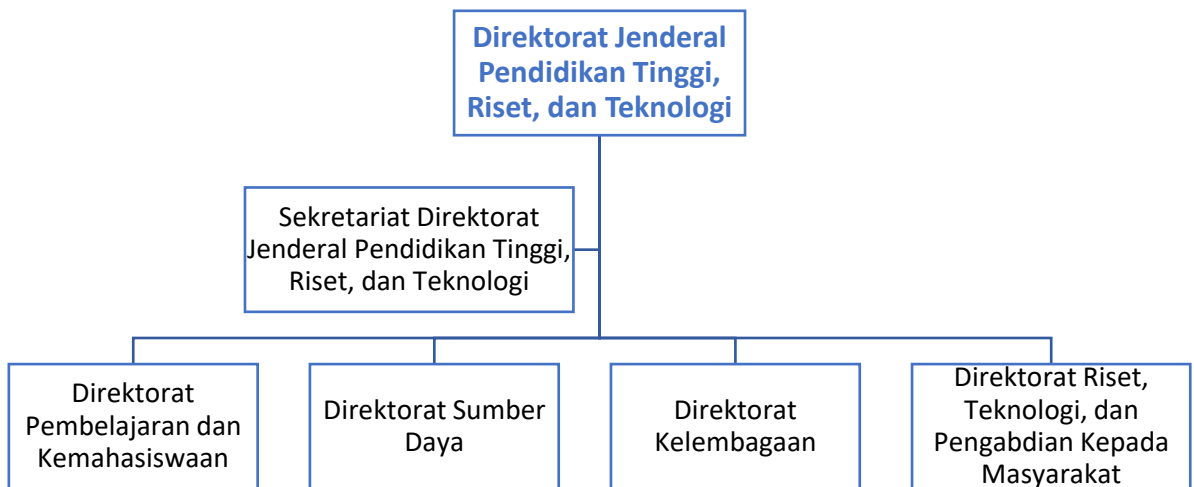 Direktorat Jenderal
Pendidikan Tinggi,
Riset, dan Teknologi
Sekretariat Direktorat
Jenderal Pendidikan Tinggi,
Riset, dan Teknologi
Direktorat
Pembelajaran dan
Kemahasiswaan
Direktorat Sumber
Daya
Direktorat
Kelembagaan
Direktorat Riset,
Teknologi, dan
Pengabdian Kepada
Masyarakat